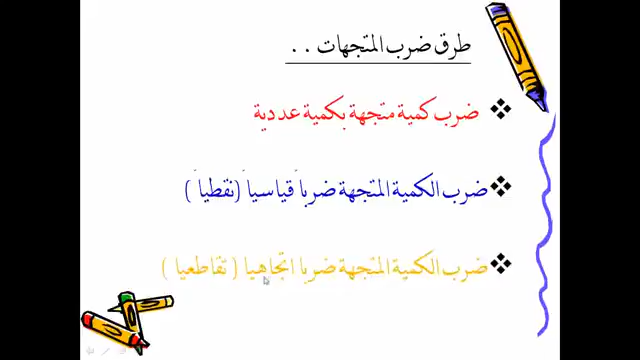 طرق ضرب المتجهات . .
ضرب كمية متجهة بكمية عددية
ضرب الكمية المتجهة ضرباً قياسياً (نقطياً )
ضرب الكمية المتجهة ضربا اتجاهيا ( تقاطعيا )